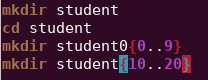 mkdir student
cd student
mkdir student0{0..9}
mkdir student{10..20}